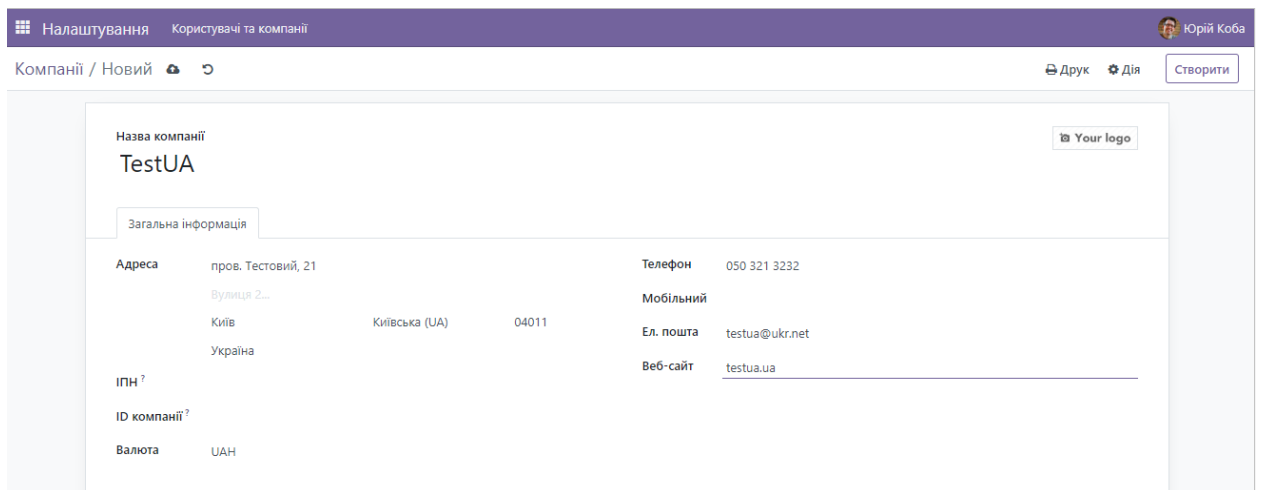 Налаштування Користувачі та компанії Юрій Коба
Компанії / Новий Друк Дія Створити
Назва компанії
Your logo
TestUA
Загальна інформація
Адреса пров. Тестовий, 21 Телефон 050 321 3232
Вулиця 2...
Мобільний
Київ Київська (UA) 04011
Ел. пошта testua@ukr.net
Україна
Веб-сайт testua.ua
ІПН ?
ID компанії ?
Валюта UAH